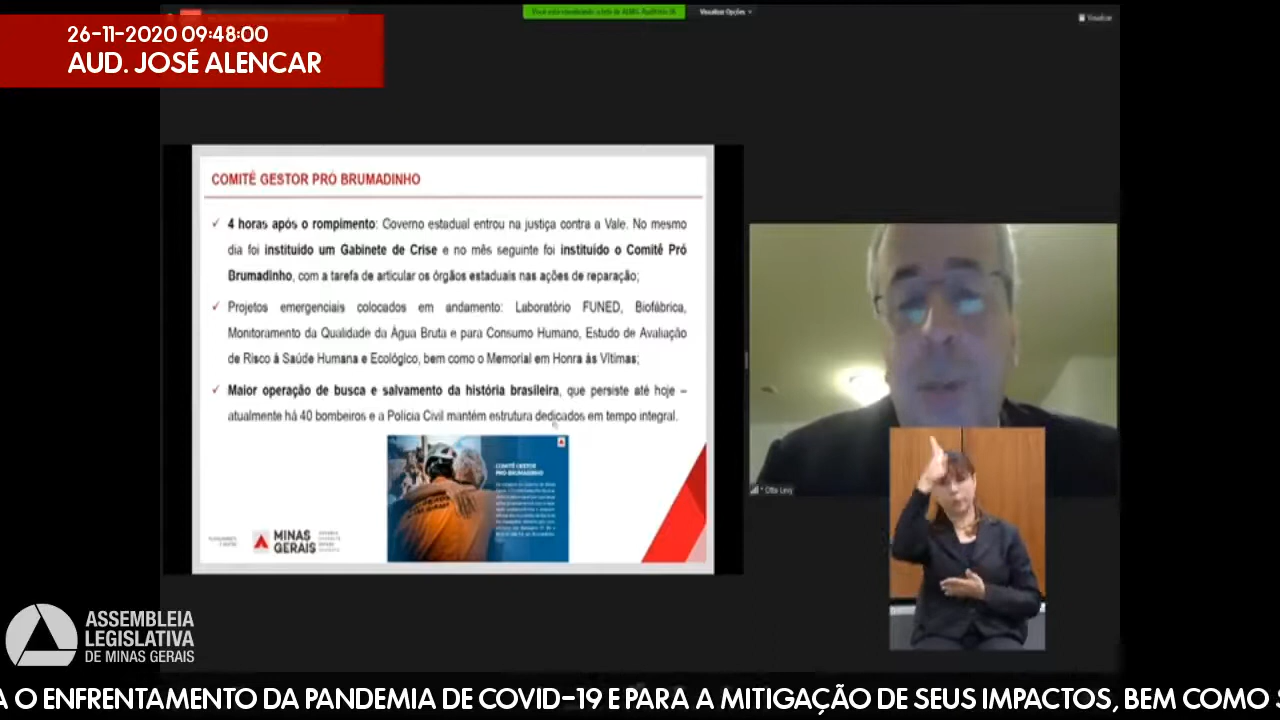 26-11-2020 09:48:00
AUD. JOSÉ ALENCAR
Visualizar Opções
Visualizar
COMITÊ GESTOR PRÓ BRUMADINHO
✓ 4 horas após o rompimento: Governo estadual entrou na justiça contra a Vale. No mesmo
dia foi instituído um Gabinete de Crise e no mês seguinte foi instituído o Comitê Pró
Brumadinho, com a tarefa de articular os órgãos estaduais nas ações de reparação;
✓ Projetos emergenciais colocados em andamento: Laboratório FUNED, Biofábrica,
Monitoramento da Qualidade da Água Bruta e para Consumo Humano, Estudo de Avaliação
de Risco à Saúde Humana e Ecológico, bem como o Memorial em Honra às Vítimas;
✓ Maior operação de busca e salvamento da história brasileira, que persiste até hoje –
atualmente há 40 bombeiros e a Polícia Civil mantém estrutura dedicados em tempo integral.
COMITÊ GESTOR
PRÓ-BRUMADINHO
MINAS
GERAIS
Otto Levy
ASSEMBLEIA
LEGISLATIVA
DE MINAS GERAIS
A O ENFRENTAMENTO DA PANDEMIA DE COVID-19 E PARA A MITIGAÇÃO DE SEUS IMPACTOS, BEM COMO S